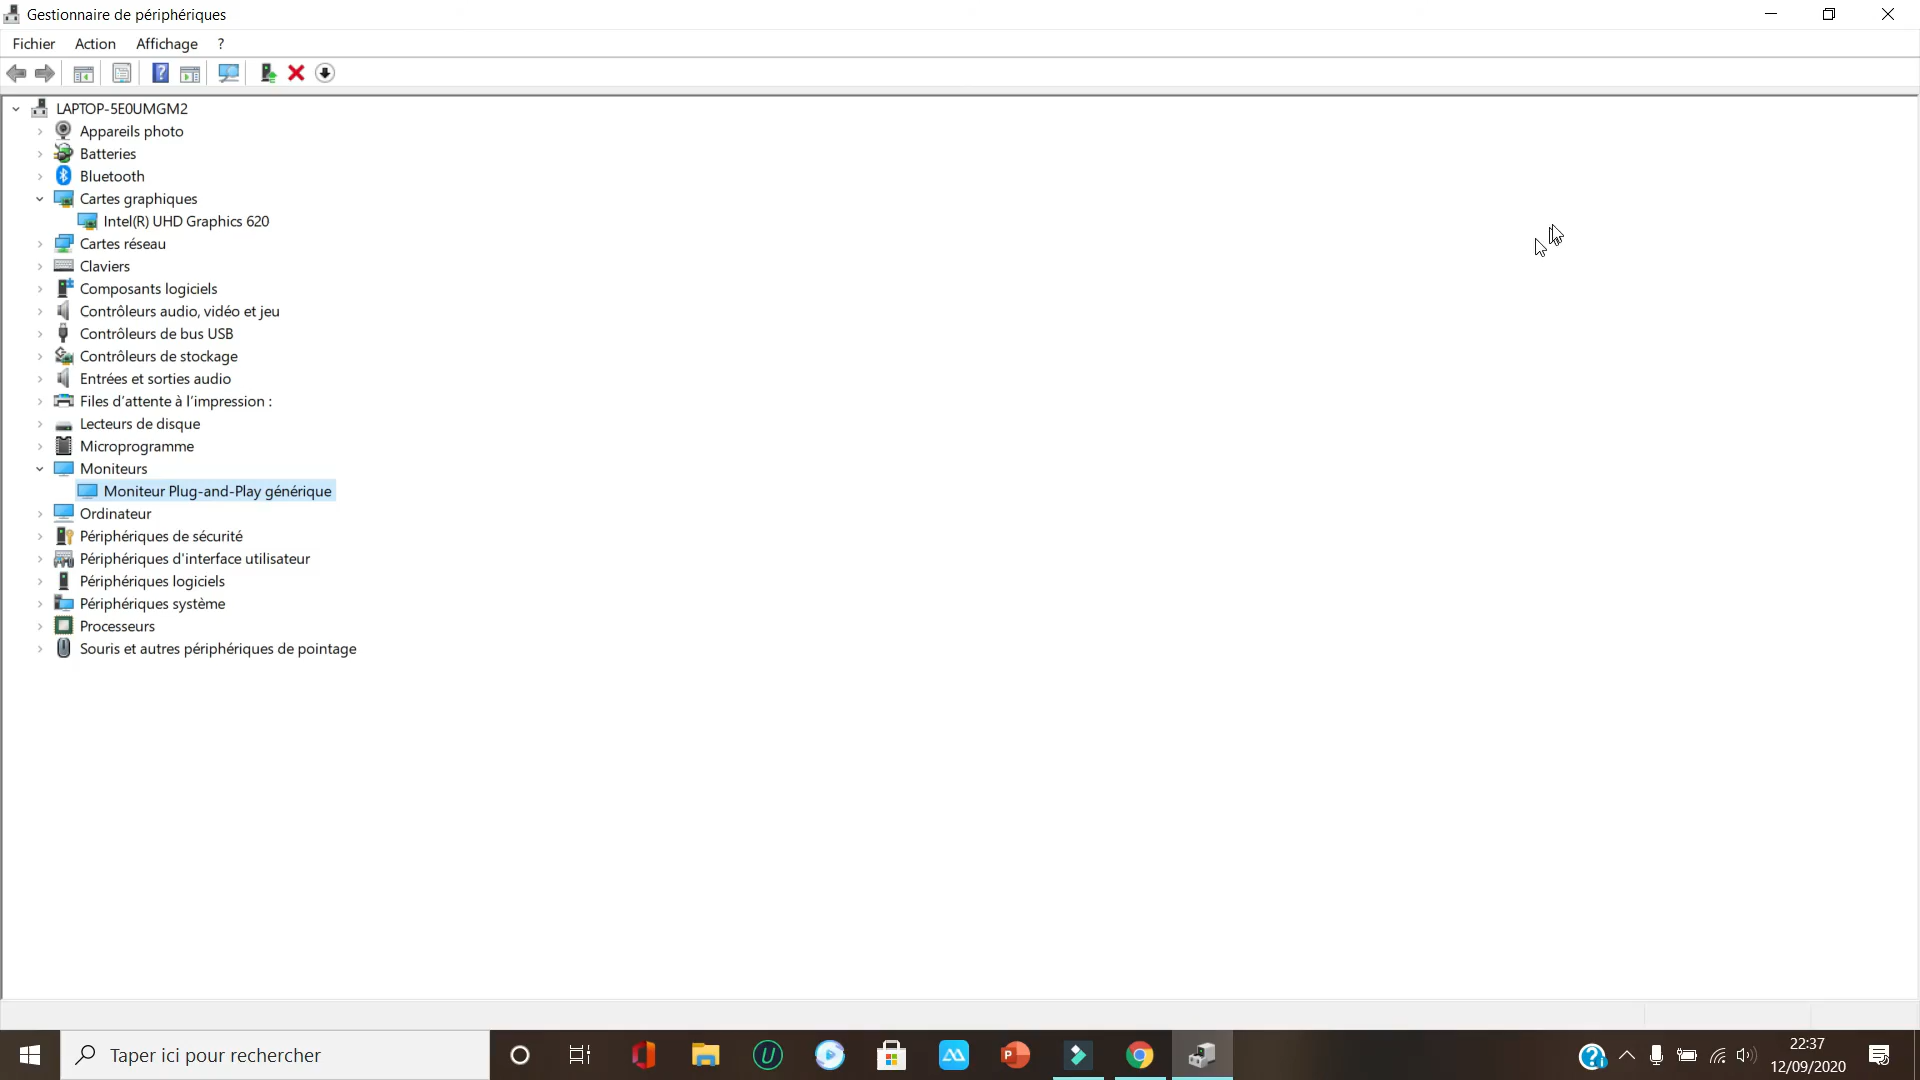 Gestionnaire de périphériques
Fichier Action Affichage ?
LAPTOP-5E0UMGM2
Appareils photo
Batteries
Bluetooth
Cartes graphiques
Intel(R) UHD Graphics 620
Cartes réseau
Claviers
Composants logiciels
Contrôleurs audio, vidéo et jeu
Contrôleurs de bus USB
Contrôleurs de stockage
Entrées et sorties audio
Files d’attente à l’impression :
Lecteurs de disque
Microprogramme
Moniteurs
Moniteur Plug-and-Play générique
Ordinateur
Périphériques de sécurité
Périphériques d'interface utilisateur
Périphériques logiciels
Périphériques système
Processeurs
Souris et autres périphériques de pointage
Taper ici pour rechercher
22:37
12/09/2020